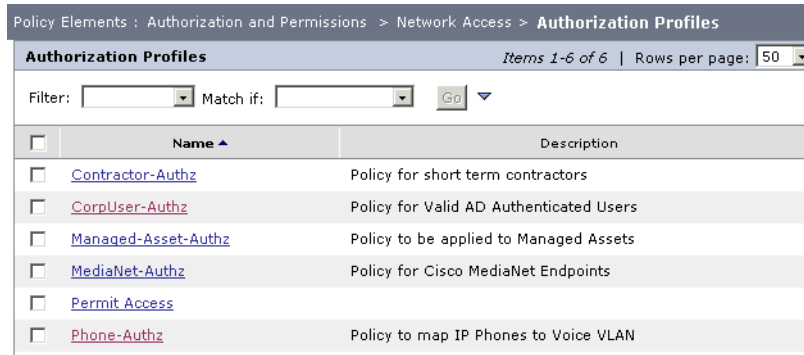 Policy Elements : Authorization and Permissions > Network Access > Authorization Profiles
Authorization Profiles Items 1-6 of 6 | Rows per page: 50
Filter: Match if: Go
Name Description
Contractor-Authz Policy for short term contractors
CorpUser-Authz Policy for Valid AD Authenticated Users
Managed-Asset-Authz Policy to be applied to Managed Assets
MediaNet-Authz Policy for Cisco MediaNet Endpoints
Permit Access
Phone-Authz Policy to map IP Phones to Voice VLAN